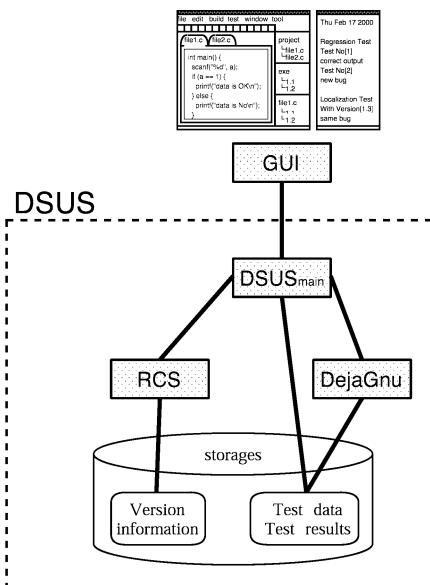 file edit build test window tool
file1.c file2.c
int main() {
scanf("%d", a);
if (a == 1) {
printf("data is OK\n");
} else {
printf("data is No\n");
}
project
file1.c
file2.c
exe
1.1
1.2
file1.c
1.1
1.2
Thu Feb 17 2000
Regression Test
Test No[1]
correct output
Test No[2]
new bug
Localization Test
With Version[1.3]
same bug
GUI
DSUS
DSUSmain
RCS
DejaGnu
storages
Version
information
Test data
Test results